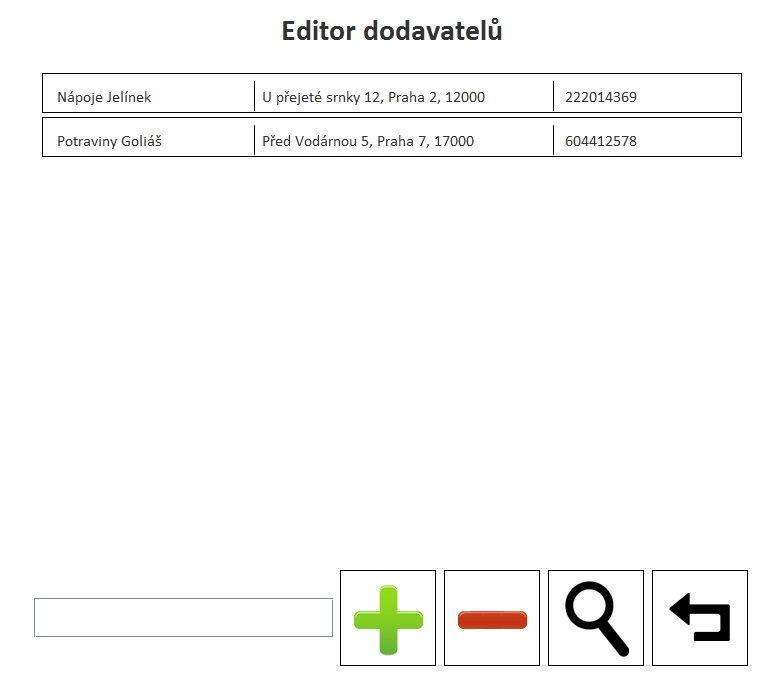 Editor dodavatelů
Nápoje Jelínek U přejeté srnky 12, Praha 2, 12000 222014369
Potraviny Goliáš Před Vodárnou 5, Praha 7, 17000 604412578